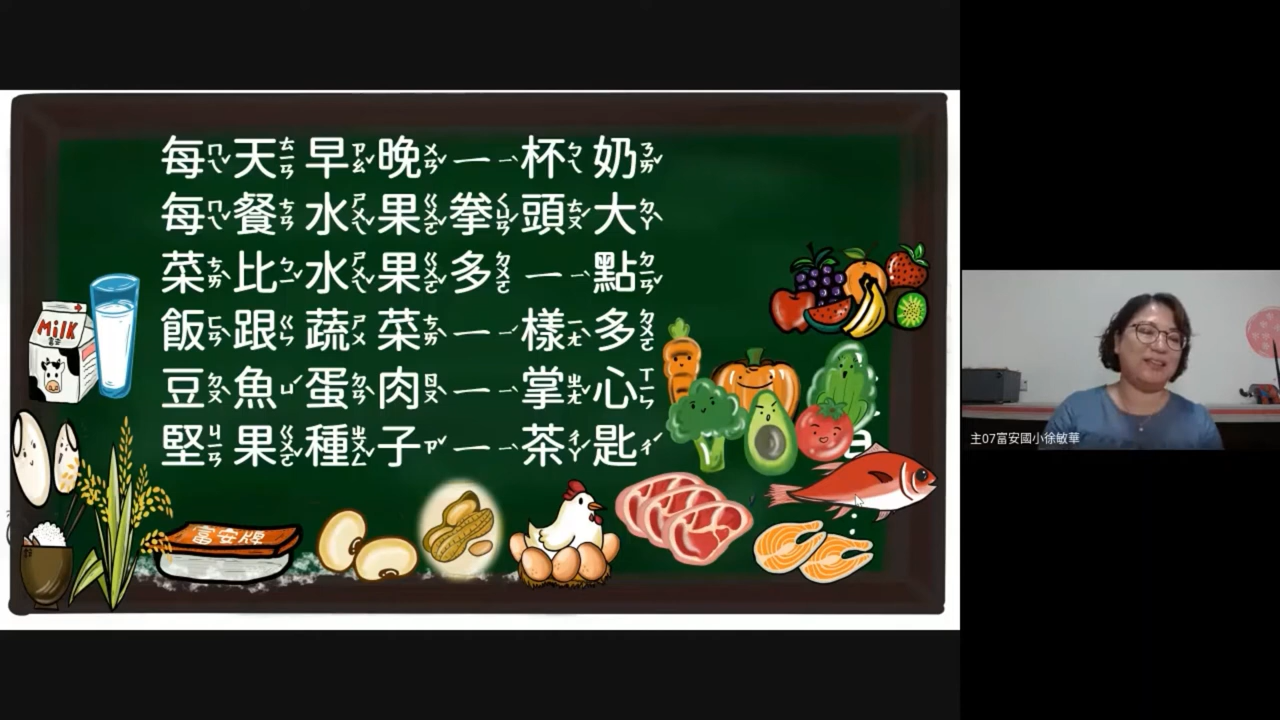 每天早晚一杯奶
每餐水果拳頭大
菜比水果多一點
飯跟蔬菜一樣多
豆魚蛋肉一掌心
堅果種子一茶匙
MiLK
富安
富安牌
主07富安國小徐敏華